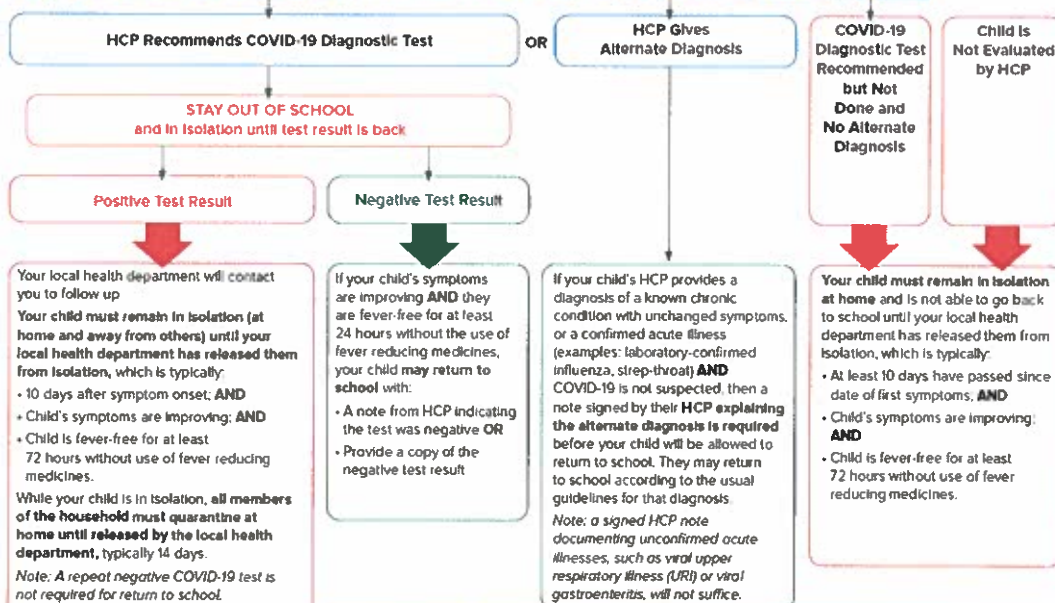 HCP Recommends COVID-19 Diagnostic Test
OR
HCP Gives
Alternate Diagnosis
COVID-19
Diagnostic Test
Recommended
but Not
Done and
No Alternate
Diagnosis
Child is
Not Evaluated
by HCP
STAY OUT OF SCHOOL
and in isolation until test result is back
Positive Test Result
Negative Test Result
Your local health department will contact
you to follow up
Your child must remain in isolation (at
home and away from others) until your
local health department has released them
from isolation, which is typically:
• 10 days after symptom onset; AND
• Child's symptoms are improving; AND
• Child is fever-free for at least
72 hours without use of fever reducing
medicines.
While your child is in isolation, all members
of the household must quarantine at
home until released by the local health
department, typically 14 days.
Note: A repeat negative COVID-19 test is
not required for return to school.
If your child's symptoms
are improving AND they
are fever-free for at least
24 hours without the use of
fever reducing medicines,
your child may return to
school with:
• A note from HCP indicating
the test was negative OR
• Provide a copy of the
negative test result
If your child's HCP provides a
diagnosis of a known chronic
condition with unchanged symptoms,
or a confirmed acute illness
(examples: laboratory-confirmed
influenza, strep-throat) AND
COVID-19 is not suspected, then a
note signed by their HCP explaining
the alternate diagnosis is required
before your child will be allowed to
return to school. They may return
to school according to the usual
guidelines for that diagnosis.
Note: a signed HCP note
documenting unconfirmed acute
illnesses, such as viral upper
respiratory illness (URI) or viral
gastroenteritis, will not suffice.
Your child must remain in isolation
at home and is not able to go back
to school until your local health
department has released them from
isolation, which is typically:
• At least 10 days have passed since
date of first symptoms; AND
• Child's symptoms are improving;
AND
• Child is fever-free for at least
72 hours without use of fever
reducing medicines.